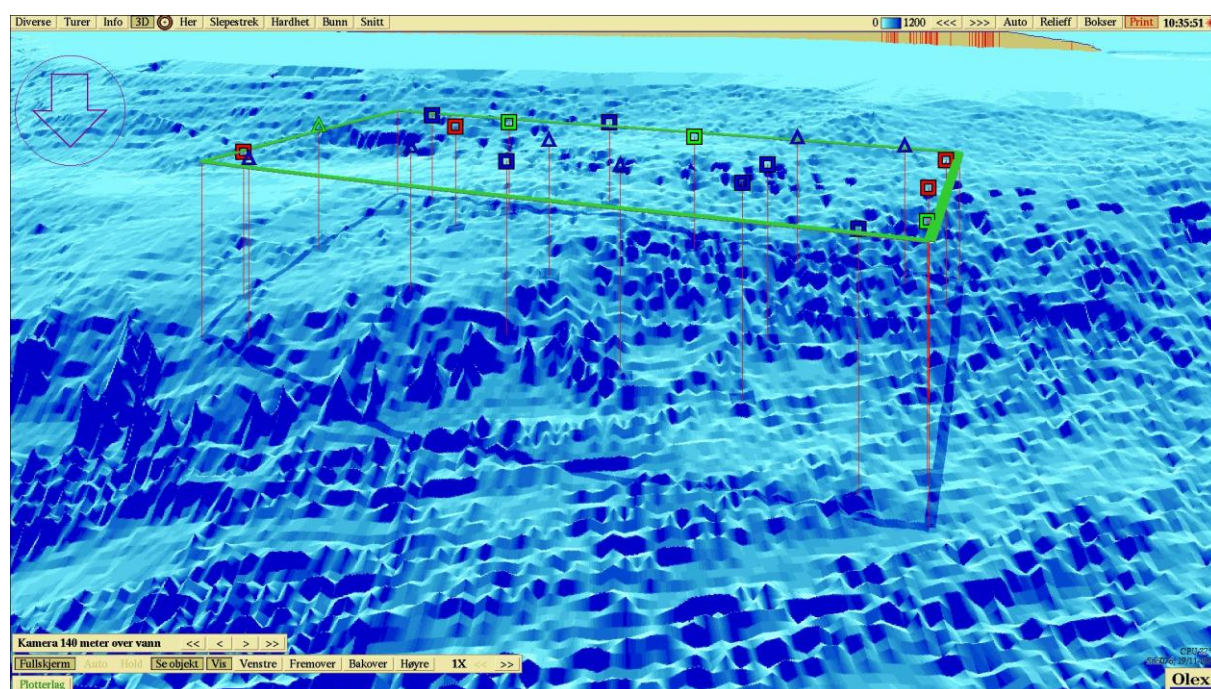 Diverse Turer Info 3D Her Slepestrek Hardhet Bunn Snitt 0 1200 <<< >>> Auto Relieff Bokser Print 10:35:51
Kamera 140 meter over vann << < > >>
Fullskjerm Auto Hold Se objekt Vis Venstre Fremover Bakover Høyre 1X << >>
Plotterlag
Olex